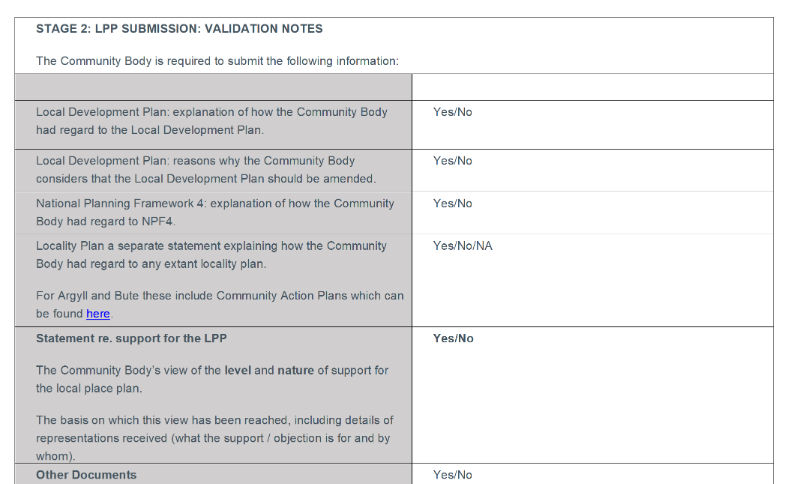 STAGE 2: LPP SUBMISSION: VALIDATION NOTES
The Community Body is required to submit the following information:
Local Development Plan: explanation of how the Community Body
had regard to the Local Development Plan.
Yes/No
Local Development Plan: reasons why the Community Body
considers that the Local Development Plan should be amended.
Yes/No
National Planning Framework 4: explanation of how the Community
Body had regard to NPF4.
Yes/No
Locality Plan a separate statement explaining how the Community
Body had regard to any extant locality plan.
Yes/No/NA
For Argyll and Bute these include Community Action Plans which can
be found here.
Statement re. support for the LPP
Yes/No
The Community Body's view of the level and nature of support for
the local place plan.
The basis on which this view has been reached, including details of
representations received (what the support / objection is for and by
whom).
Other Documents
Yes/No